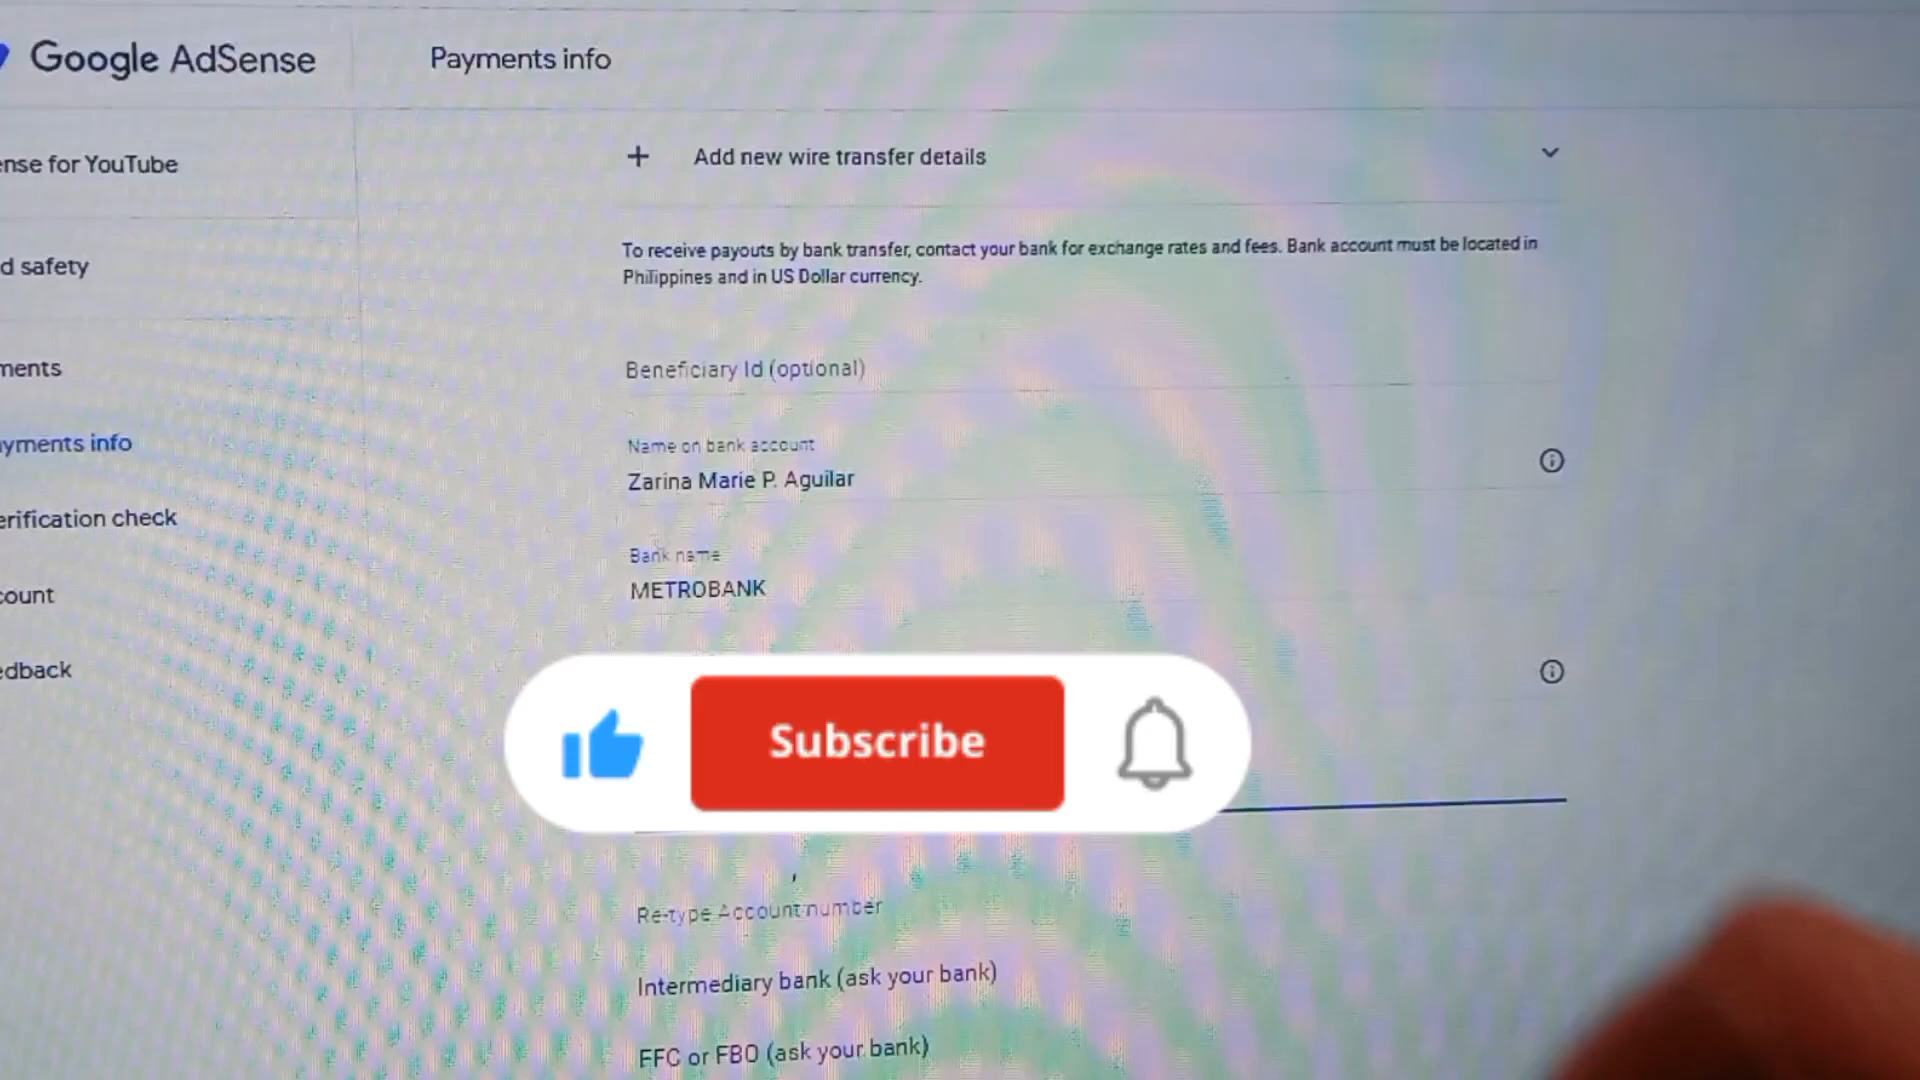 Google AdSense
Payments info
ense for YouTube
d safety
ments
ayments info
erification check
count
edback
Add new wire transfer details
To receive payouts by bank transfer, contact your bank for exchange rates and fees. Bank account must be located in
Philippines and in US Dollar currency.
Beneficiary Id (optional)
Name on bank account
Zarina Marie P. Aguilar
Bank name
METROBANK
Subscribe
Re-type Account number
Intermediary bank (ask your bank)
FFC or FBO (ask your bank)